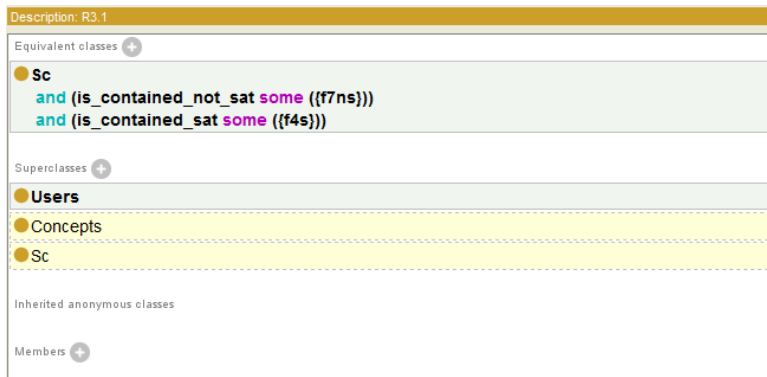 Description: R3.1
Equivalent classes
Sc
and (is_contained_not_sat some ({f7ns}))
and (is_contained_sat some ({f4s}))
Superclasses
Users
Concepts
Sc
Inherited anonymous classes
Members